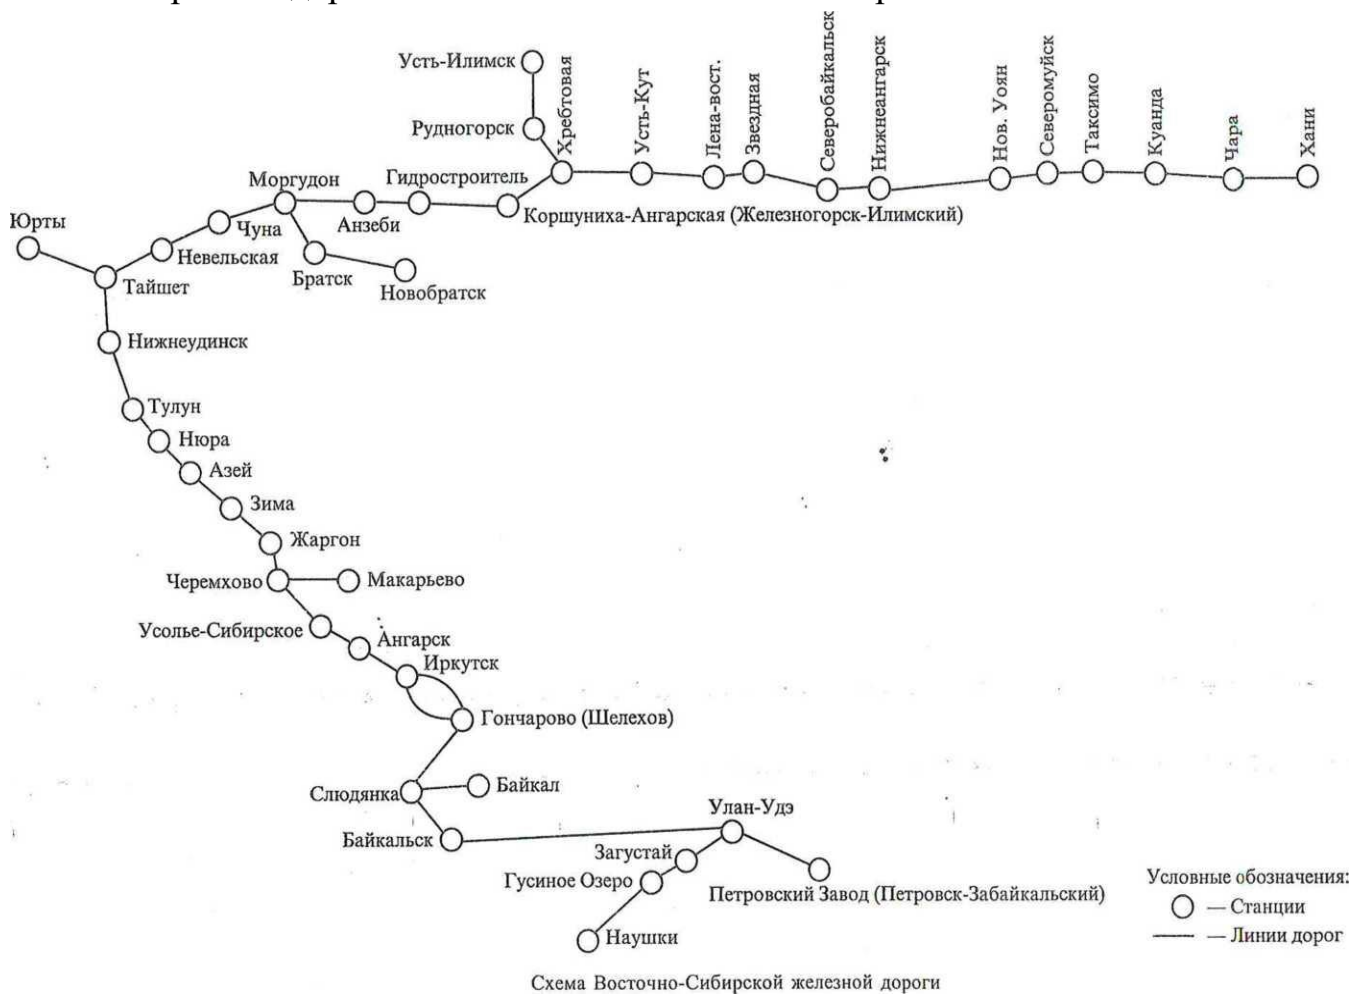 Усть-Илимск
Рудногорск
Хребтовая
Усть-Кут
Лена-вост.
Звездная
Северобайкальск
Нижнеангарск
Нов. Уоян
Северомуйск
Таксимо
Куанда
Чара
Хани
Моргудон
Гидростроитель
Анзеби
Коршуниха-Ангарская (Железногорск-Илимский)
Юрты
Чуна
Невельская
Братск
Новобратск
Тайшет
Нижнеудинск
Тулун
Нюра
Азей
Зима
Жаргон
Черемхово
Макарьево
Усолье-Сибирское
Ангарск
Иркутск
Гончарово (Шелехов)
Слюдянка
Байкал
Байкальск
Улан-Удэ
Загустай
Гусиное Озеро
Петровский Завод (Петровск-Забайкальский)
Наушки
Условные обозначения:
— Станции
— Линии дорог
Схема Восточно-Сибирской железной дороги